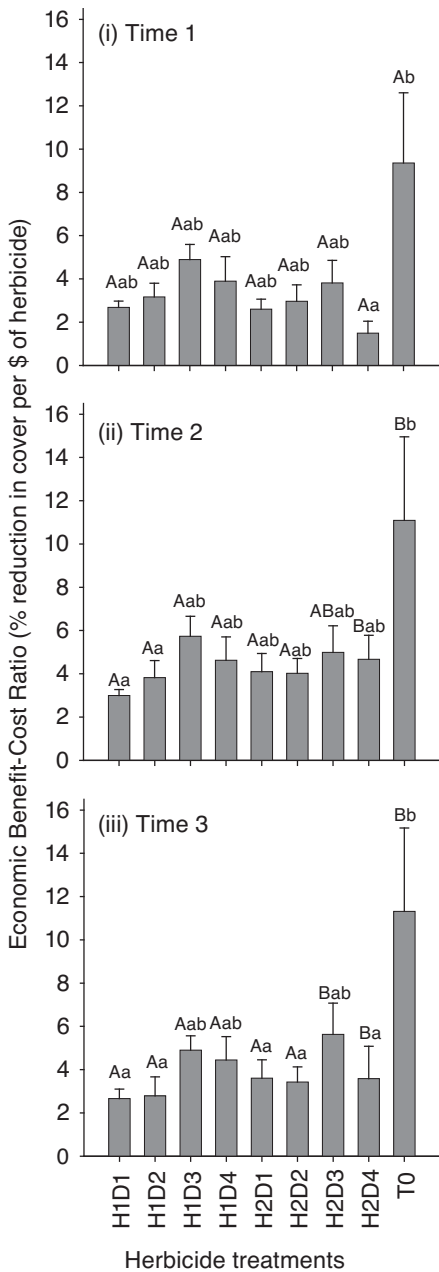 Economic Benefit-Cost Ratio (% reduction in cover per $ of herbicide)
(i) Time 1
16
14
12
10
8
6
4
2
0
Aab
Aab
Aab
Aab
Aab
Aab
Aab
Aa
Ab
(ii) Time 2
16
14
12
10
8
6
4
2
0
Aa
Aa
Aab
Aab
Aab
Aab
ABab
Bab
Bb
(iii) Time 3
16
14
12
10
8
6
4
2
0
Aa
Aa
Aab
Aab
Aa
Aa
Bab
Ba
Bb
H1D1
H1D2
H1D3
H1D4
H2D1
H2D2
H2D3
H2D4
T0
Herbicide treatments